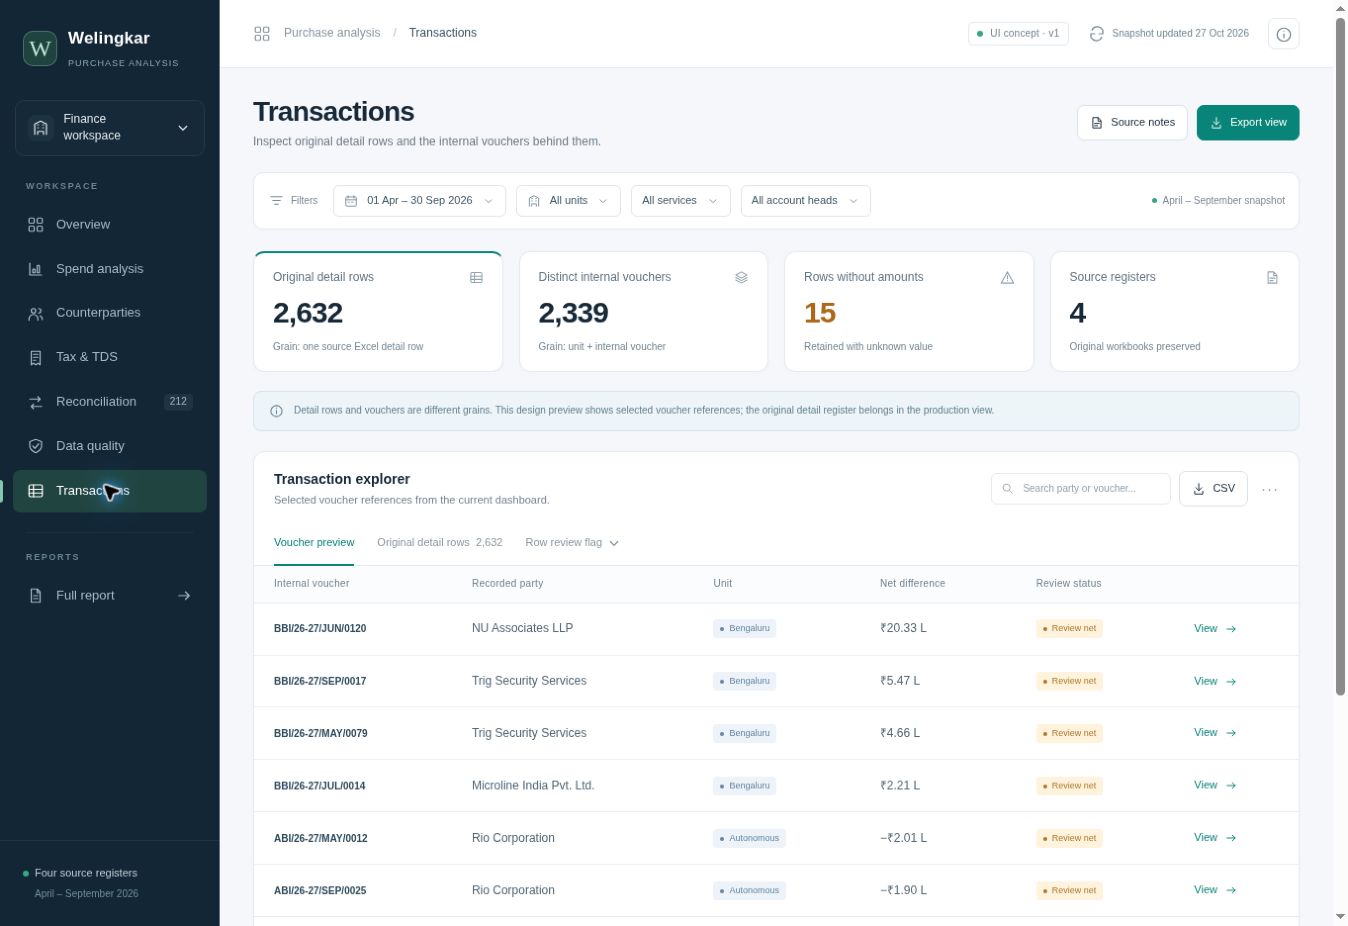 W
Welingkar
PURCHASE ANALYSIS
Finance
workspace
WORKSPACE
Overview
Spend analysis
Counterparties
Tax & TDS
Reconciliation 212
Data quality
Transactions
REPORTS
Full report
Four source registers
April – September 2026
Purchase analysis / Transactions
UI concept · v1
Snapshot updated 27 Oct 2026
Transactions
Inspect original detail rows and the internal vouchers behind them.
Source notes
Export view
Filters
01 Apr – 30 Sep 2026
All units
All services
All account heads
April – September snapshot
Original detail rows
2,632
Grain: one source Excel detail row
Distinct internal vouchers
2,339
Grain: unit + internal voucher
Rows without amounts
15
Retained with unknown value
Source registers
4
Original workbooks preserved
Detail rows and vouchers are different grains. This design preview shows selected voucher references; the original detail register belongs in the production view.
Transaction explorer
Selected voucher references from the current dashboard.
Search party or voucher...
CSV
...
Voucher preview
Original detail rows 2,632
Row review flag
Internal voucher Recorded party Unit Net difference Review status
BBI/26-27/JUN/0120 NU Associates LLP Bengaluru ₹20.33 L Review net View
BBI/26-27/SEP/0017 Trig Security Services Bengaluru ₹5.47 L Review net View
BBI/26-27/MAY/0079 Trig Security Services Bengaluru ₹4.66 L Review net View
BBI/26-27/JUL/0014 Microline India Pvt. Ltd. Bengaluru ₹2.21 L Review net View
ABI/26-27/MAY/0012 Rio Corporation Autonomous −₹2.01 L Review net View
ABI/26-27/SEP/0025 Rio Corporation Autonomous −₹1.90 L Review net View